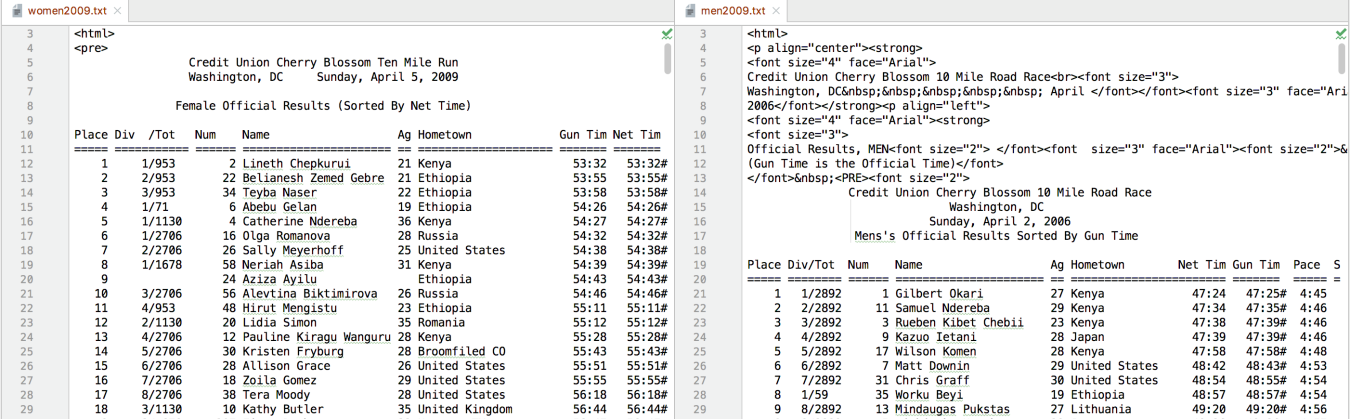 women2009.txt
3 <html>
4 <pre>
5 Credit Union Cherry Blossom Ten Mile Run
6 Washington, DC     Sunday, April 5, 2009
7
8 Female Official Results (Sorted By Net Time)
9
10 Place Div  /Tot   Num    Name                   Ag Hometown             Gun Tim Net Tim
11 ===== =========== ====== ====================== == ==================== ======= =======
12 1     1/953      2 Lineth Chepkurui       21 Kenya                  53:32   53:32#
13 2     2/953     22 Belianesh Zemed Gebre  21 Ethiopia               53:55   53:55#
14 3     3/953     34 Teyba Naser            22 Ethiopia               53:58   53:58#
15 4     1/71       6 Abebu Gelan            19 Ethiopia               54:26   54:26#
16 5     1/1130     4 Catherine Ndereba      36 Kenya                  54:27   54:27#
17 6     1/2706    16 Olga Romanova          28 Russia                 54:32   54:32#
18 7     2/2706    26 Sally Meyerhoff        25 United States          54:38   54:38#
19 8     1/1678    58 Neriah Asiba           31 Kenya                  54:39   54:39#
20 9               24 Aziza Ayilu               Ethiopia               54:43   54:43#
21 10     3/2706    56 Alevtina Biktimirova   26 Russia                 54:46   54:46#
22 11     4/953     48 Hirut Mengistu         23 Ethiopia               55:11   55:11#
23 12     2/1130    20 Lidia Simon            35 Romania                55:12   55:12#
24 13     4/2706    12 Pauline Kiragu Wanguru 28 Kenya                  55:28   55:28#
25 14     5/2706    30 Kristen Fryburg        28 Broomfiled CO          55:43   55:43#
26 15     6/2706    28 Allison Grace          26 United States          55:51   55:51#
27 16     7/2706    18 Zoila Gomez            29 United States          55:55   55:55#
28 17     8/2706    38 Tera Moody             28 United States          56:18   56:18#
29 18     3/1130    10 Kathy Butler           35 United Kingdom         56:44   56:44#
men2009.txt
3 <html>
4 <p align="center"><strong>
5 <font size="4" face="Arial">
6 Credit Union Cherry Blossom 10 Mile Road Race<br><font size="3">
7 Washington, DC&nbsp;&nbsp;&nbsp;&nbsp;&nbsp; April </font></font><font size="3" face="Ari
8 2006</font></strong><p align="left">
9 <font size="4" face="Arial"><strong>
10 <font size="3">
11 Official Results, MEN<font size="2"> </font><font  size="3" face="Arial"><font size="2">&
12 (Gun Time is the Official Time)</font>
13 </font>&nbsp;<PRE><font size="2">
14 Credit Union Cherry Blossom 10 Mile Road Race
15 Washington, DC
16 Sunday, April 2, 2006
17 Mens's Official Results Sorted By Gun Time
18
19 Place Div/Tot  Num    Name                   Ag Hometown        Net Tim Gun Tim  Pace  S
20 ===== ======== ====== ====================== == ======================= =======  ===== =
21 1   1/2892      1 Gilbert Okari          27 Kenya             47:24   47:25# 4:45
22 2   2/2892     11 Samuel Ndereba         29 Kenya             47:34   47:35# 4:46
23 3   3/2892      3 Rueben Kibet Chebii    23 Kenya             47:38   47:39# 4:46
24 4   4/2892      9 Kazuo Ietani           28 Japan             47:39   47:39# 4:46
25 5   5/2892     17 Wilson Komen           28 Kenya             47:58   47:58# 4:48
26 6   6/2892      7 Matt Downin            29 United States     48:42   48:43# 4:53
27 7   7/2892     31 Chris Graff            30 United States     48:54   48:55# 4:54
28 8   1/59       35 Worku Beyi             19 Ethiopia          48:57   48:57# 4:54
29 9   8/2892     13 Mindaugas Pukstas      27 Lithuania         49:20   49:20# 4:56